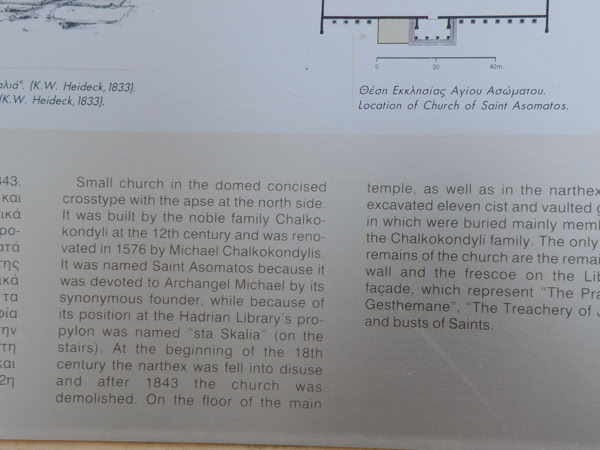 αλιά". (K.W. Heideck, 1833).
(K.W. Heideck, 1833).
0 20 40m.
Θέση Εκκλησίας Αγίου Ασώματου.
Location of Church of Saint Asomatos.
843.
και
ικά
ρο-
ατά
της
ικά
τα
ρία
την
τη
και
2η
Small church in the domed concised
crosstype with the apse at the north side.
It was built by the noble family Chalko-
kondyli at the 12th century and was reno-
vated in 1576 by Michael Chalkokondylis.
It was named Saint Asomatos because it
was devoted to Archangel Michael by its
synonymous founder, while because of
its position at the Hadrian Library's pro-
pylon was named "sta Skalia" (on the
stairs). At the beginning of the 18th
century the narthex was fell into disuse
and after 1843 the church was
demolished. On the floor of the main
temple, as well as in the narthex
excavated eleven cist and vaulted g
in which were buried mainly memb
the Chalkokondyli family. The only
remains of the church are the remai
wall and the frescoe on the Lib
façade, which represent "The Pra
Gesthemane", "The Treachery of J
and busts of Saints.